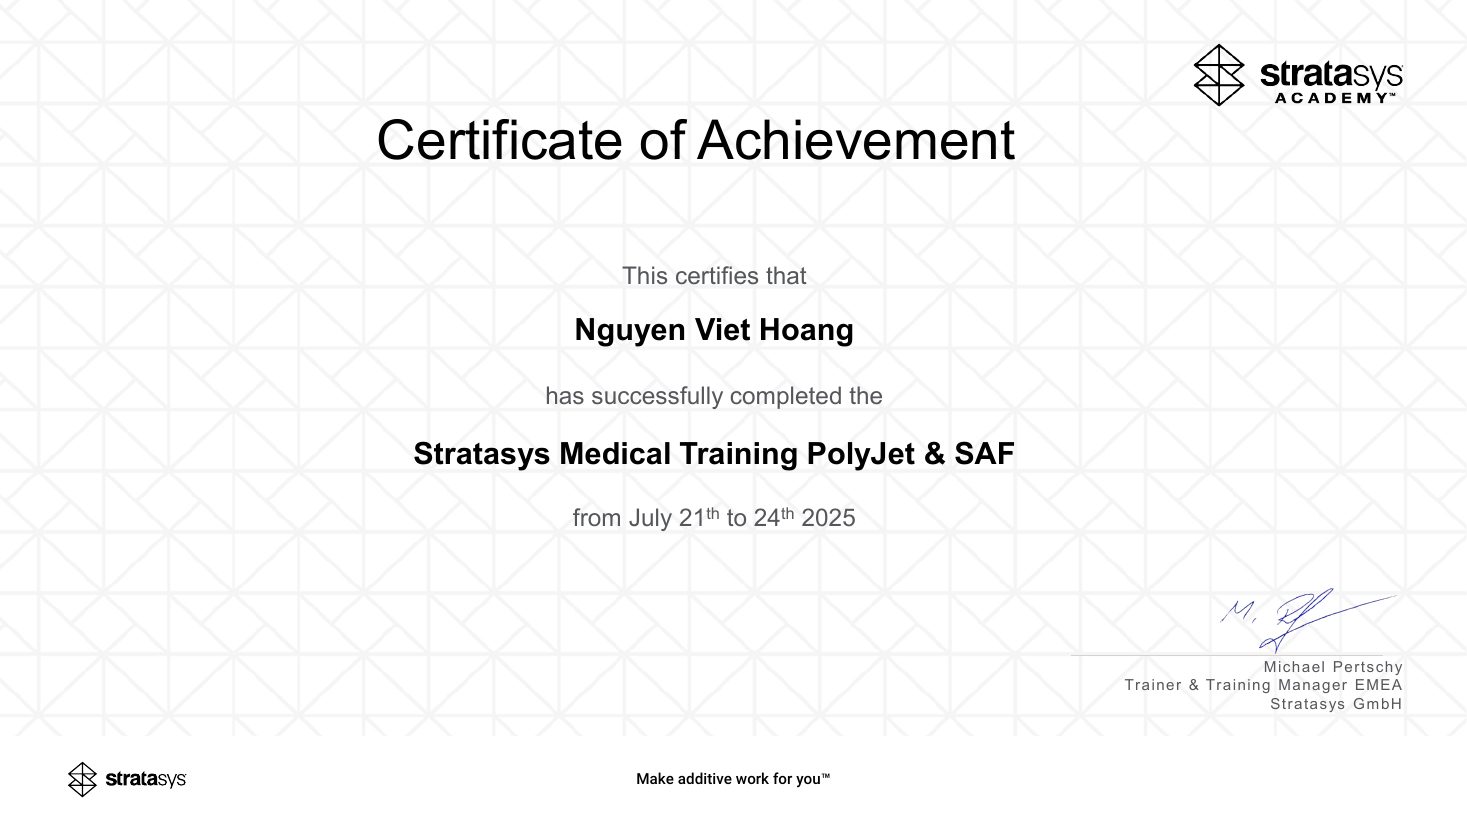 stratasys
ACADEMY™
Certificate of Achievement
This certifies that
Nguyen Viet Hoang
has successfully completed the
Stratasys Medical Training PolyJet & SAF
from July 21th to 24th 2025
M.
Michael Pertschy
Trainer & Training Manager EMEA
Stratasys GmbH
stratasys
Make additive work for you™